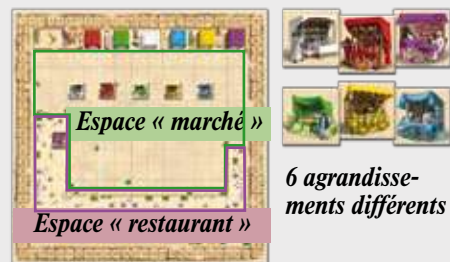 Espace « marché »
Espace « restaurant »
6 agrandisse-
ments différents